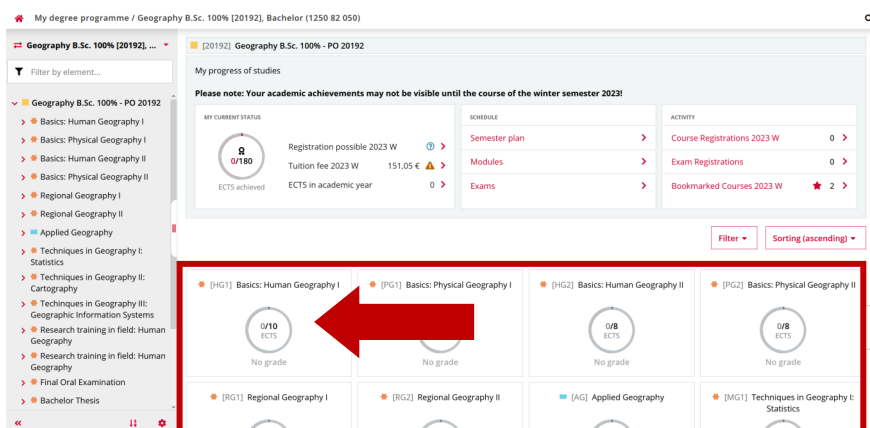 My degree programme / Geography B.Sc. 100% [20192], Bachelor (1250 82 050)
Geography B.Sc. 100% [20192], ...
Filter by element...
Geography B.Sc. 100% - PO 20192
Basics: Human Geography I
Basics: Physical Geography I
Basics: Human Geography II
Basics: Physical Geography II
Regional Geography I
Regional Geography II
Applied Geography
Techniques in Geography I:
Statistics
Techniques in Geography II:
Cartography
Techinques in Geography III:
Geographic Information Systems
Research training in field: Human
Geography
Research training in field: Human
Geography
Final Oral Examination
Bachelor Thesis
[20192] Geography B.Sc. 100% - PO 20192
My progress of studies
Please note: Your academic achievements may not be visible until the course of the winter semester 2023!
MY CURRENT STATUS
0/180
ECTS achieved
Registration possible 2023 W
Tuition fee 2023 W 151,05 €
ECTS in academic year 0
SCHEDULE
Semester plan
Modules
Exams
ACTIVITY
Course Registrations 2023 W 0
Exam Registrations 0
Bookmarked Courses 2023 W 2
Filter
Sorting (ascending)
[HG1] Basics: Human Geography I
0/10
ECTS
No grade
[PG1] Basics: Physical Geography I
No grade
[HG2] Basics: Human Geography II
0/8
ECTS
No grade
[PG2] Basics: Physical Geography II
0/8
ECTS
No grade
[RG1] Regional Geography I
[RG2] Regional Geography II
[AG] Applied Geography
[MG1] Techniques in Geography I:
Statistics